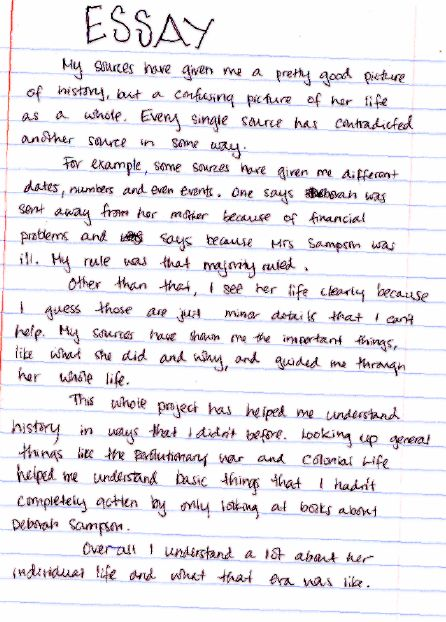 ESSAY
My sources have given me a pretty good picture
of history, but a confusing picture of her life
as a whole. Every single source has contradicted
another source in some way.
For example, some sources have given me different
dates, numbers and even events. One says Deborah was
sent away from her mother because of financial
problems and says because Mrs Sampson was
ill. My rule was that majority ruled.
Other than that, I see her life clearly because
I guess those are just minor details that I can't
help. My sources have shown me the important things,
like what she did and why, and guided me through
her whole life.
This whole project has helped me understand
history in ways that I didn't before. Looking up general
things like the Revolutionary war and Colonial Life
helped me understand basic things that I hadn't
completely gotten by only looking at books about
Deborah Sampson.
Overall I understand a lot about her
individual life and what that era was like.